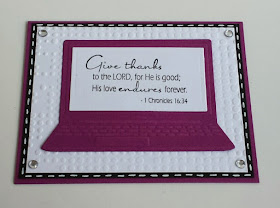 Give thanks
to the LORD, for He is good;
His love endures forever.
- 1 Chronicles 16:34